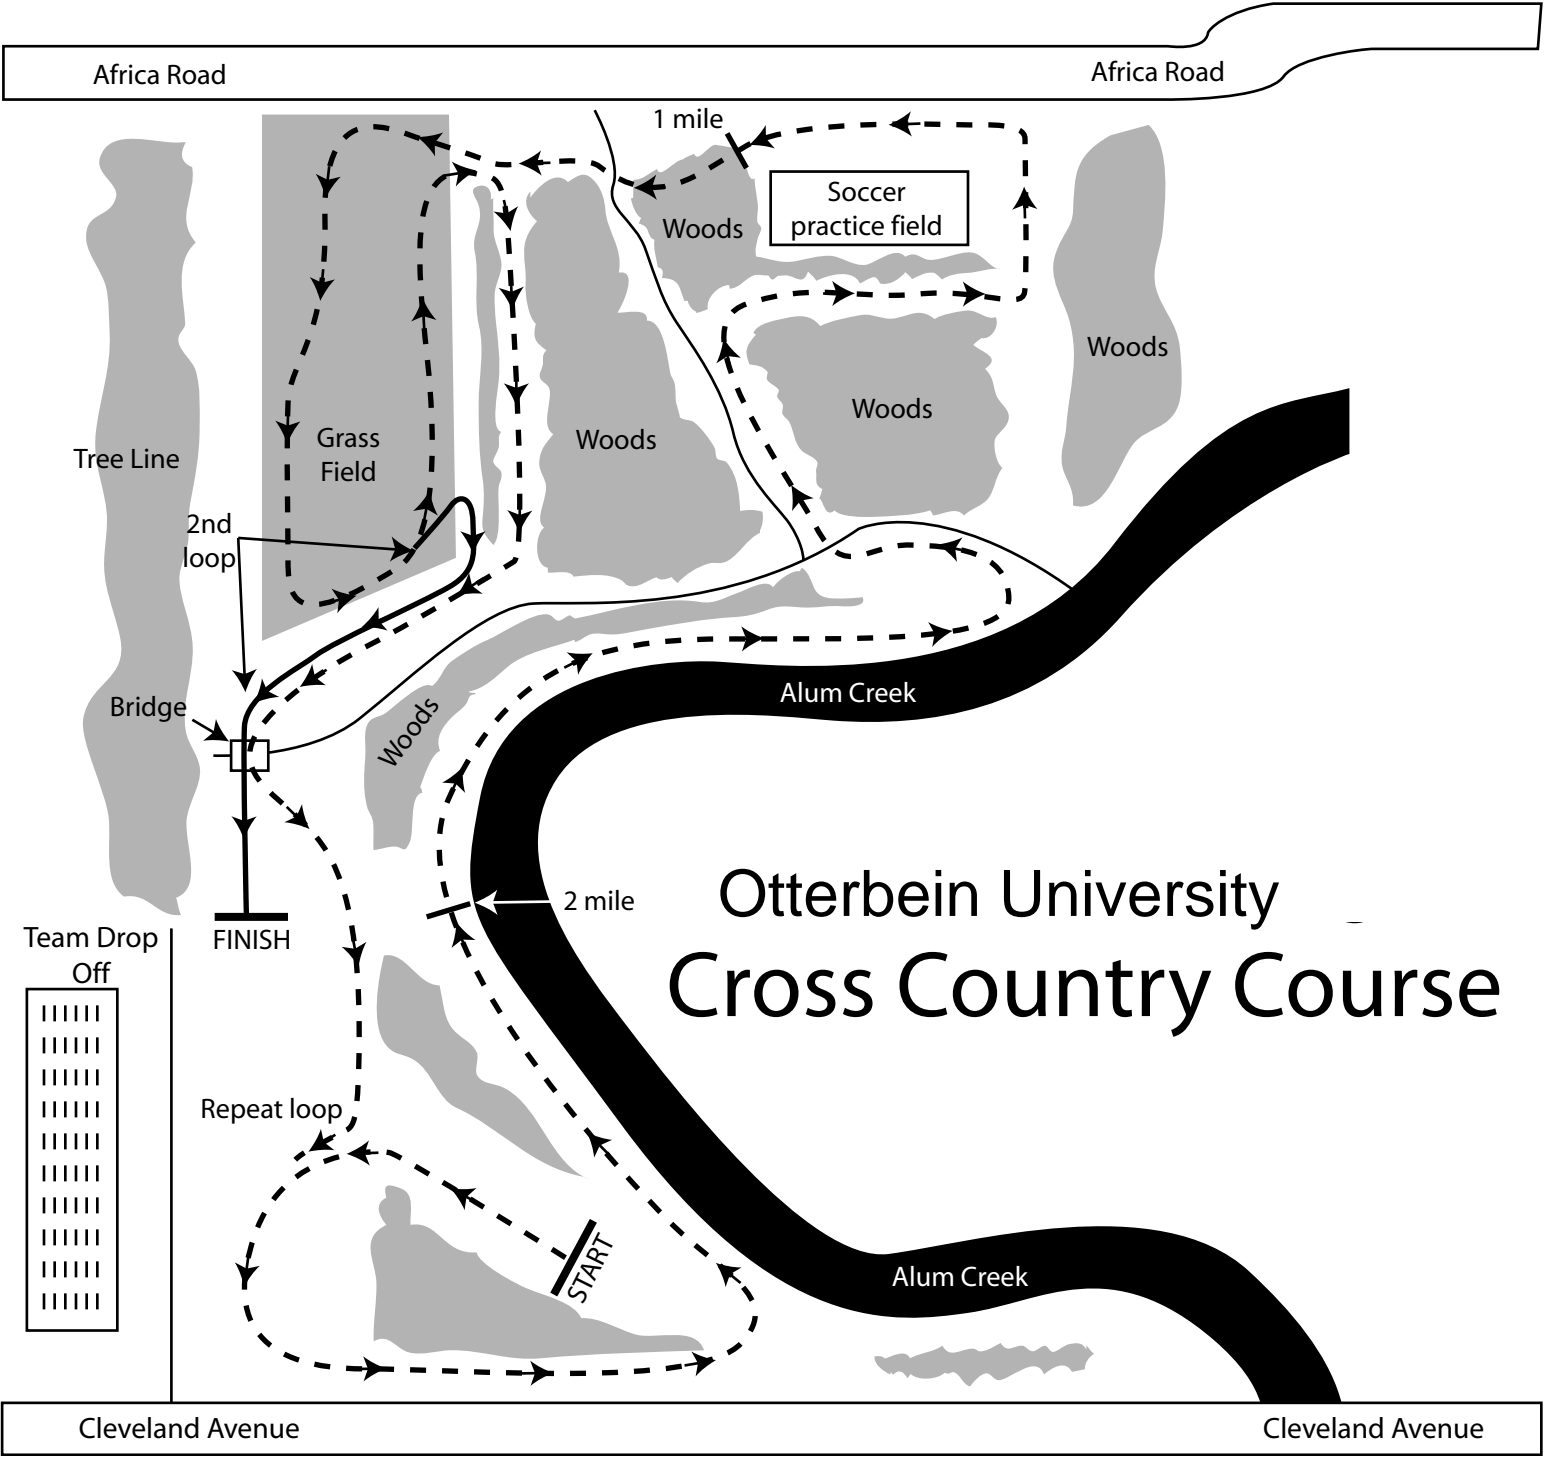 Africa Road
Africa Road
1 mile
Soccer
practice field
Woods
Woods
Woods
Woods
Grass
Field
Tree Line
2nd
loop
Bridge
Woods
Alum Creek
2 mile
Otterbein University
Cross Country Course
FINISH
Team Drop
Off
Repeat loop
START
Alum Creek
Cleveland Avenue
Cleveland Avenue